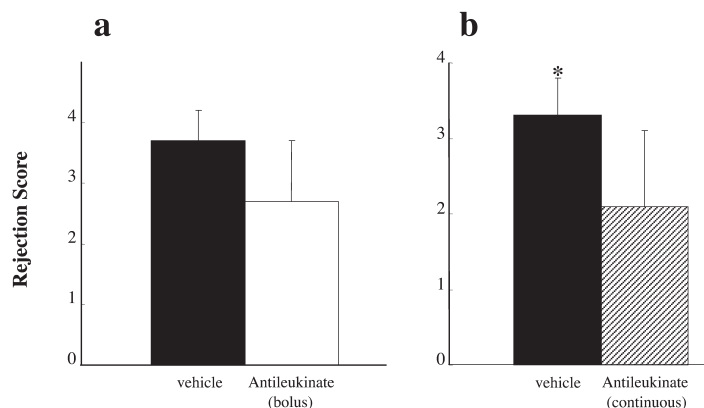 a
b
Rejection Score
4
3
2
1
0
vehicle
Antileukinate
(bolus)
4
3
2
1
0
*
vehicle
Antileukinate
(continuous)